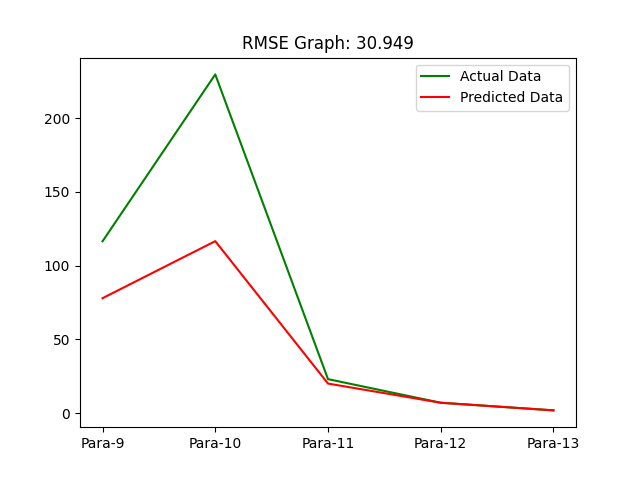 RMSE Graph: 30.949
Actual Data
Predicted Data
200
150
100
50
0
Para-9 Para-10 Para-11 Para-12 Para-13